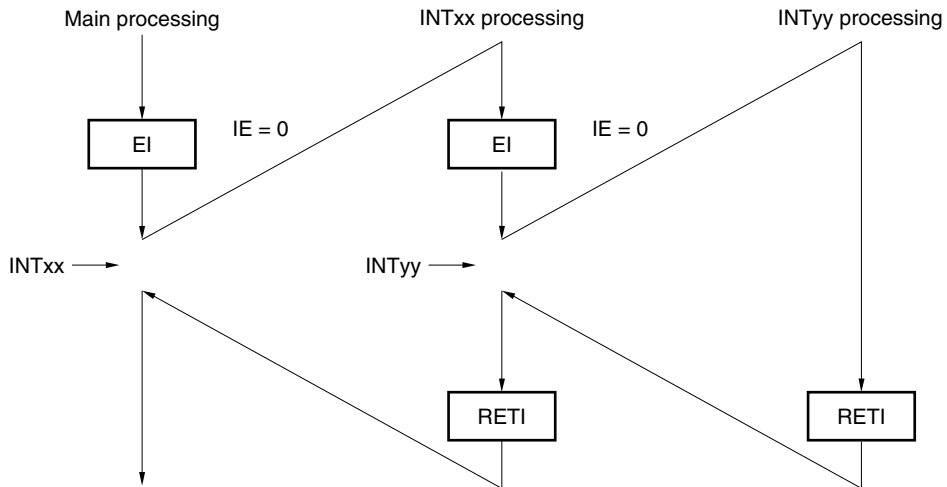 Main processing
INTxx processing
INTyy processing
EI
IE = 0
EI
IE = 0
INTxx
INTyy
RETI
RETI